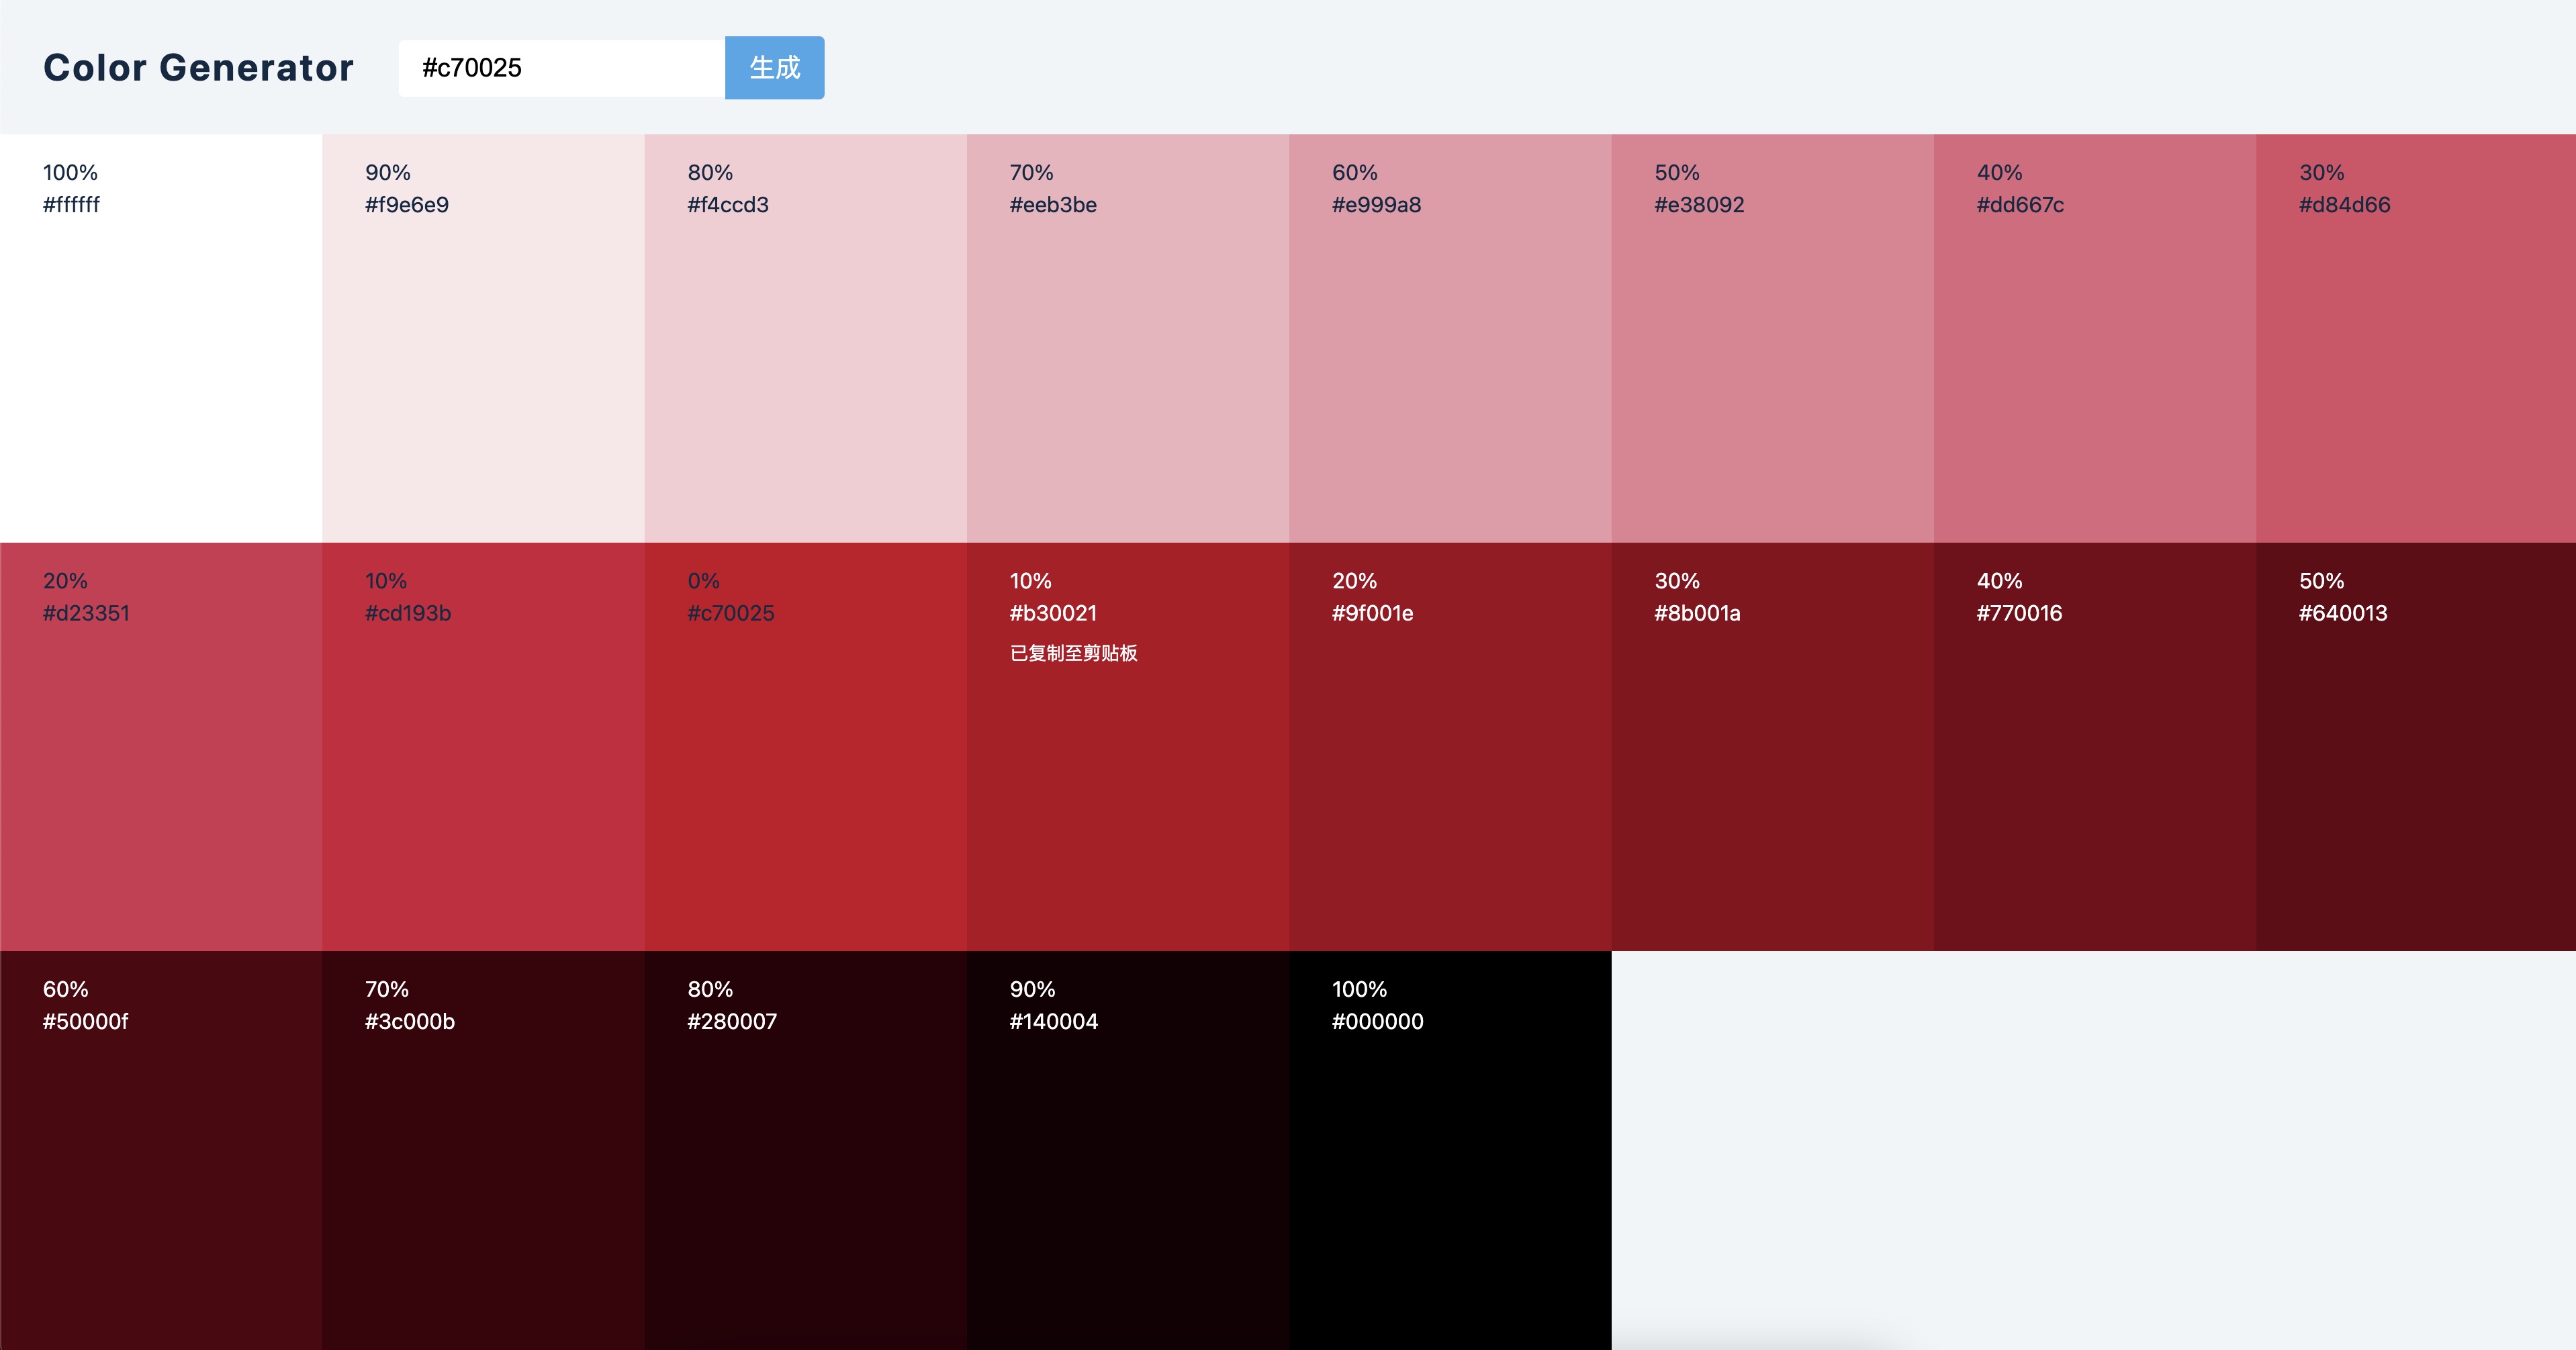 Color Generator
#c70025
生成
100%
#ffffff
90%
#f9e6e9
80%
#f4ccd3
70%
#eeb3be
60%
#e999a8
50%
#e38092
40%
#dd667c
30%
#d84d66
20%
#d23351
10%
#cd193b
0%
#c70025
10%
#b30021
已复制至剪贴板
20%
#9f001e
30%
#8b001a
40%
#770016
50%
#640013
60%
#50000f
70%
#3c000b
80%
#280007
90%
#140004
100%
#000000